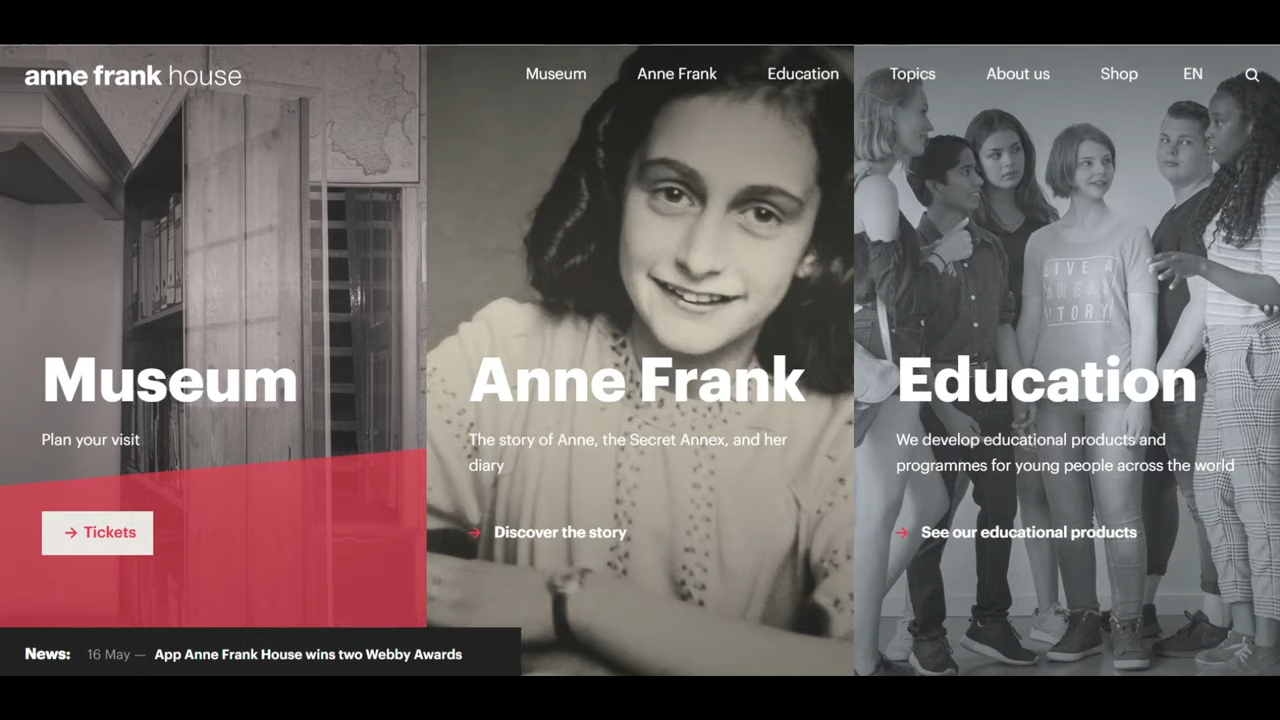 anne frank house
Museum
Anne Frank
Education
Topics
About us
Shop
EN
Museum
Plan your visit
→ Tickets
Anne Frank
The story of Anne, the Secret Annex, and her
diary
→ Discover the story
Education
We develop educational products and
programmes for young people across the world
→ See our educational products
LIVE A
GREAT
STORY
News: 16 May — App Anne Frank House wins two Webby Awards